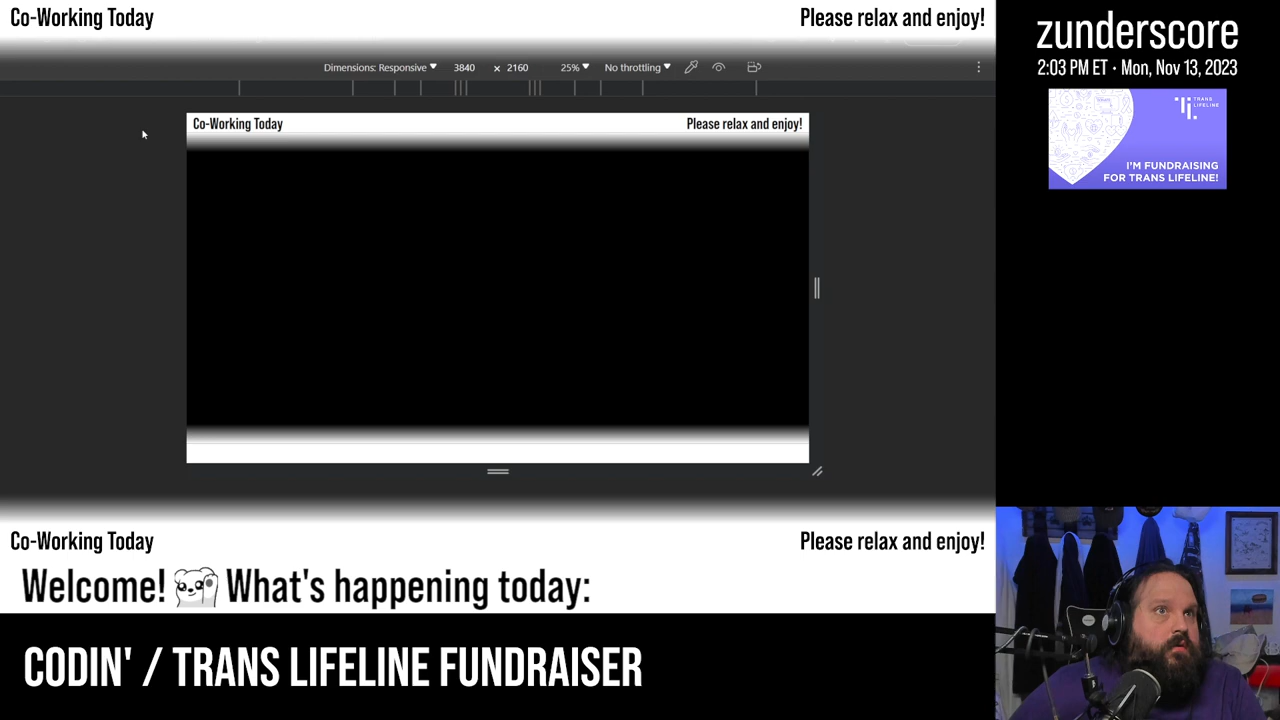 Co-Working Today
Please relax and enjoy!
zunderscore
2:03 PM ET · Mon, Nov 13, 2023
Dimensions: Responsive
3840 × 2160
25%
No throttling
TRANS
LIFELINE
I'M FUNDRAISING
FOR TRANS LIFELINE!
Co-Working Today
Please relax and enjoy!
Co-Working Today
Please relax and enjoy!
Welcome! What's happening today:
CODIN' / TRANS LIFELINE FUNDRAISER